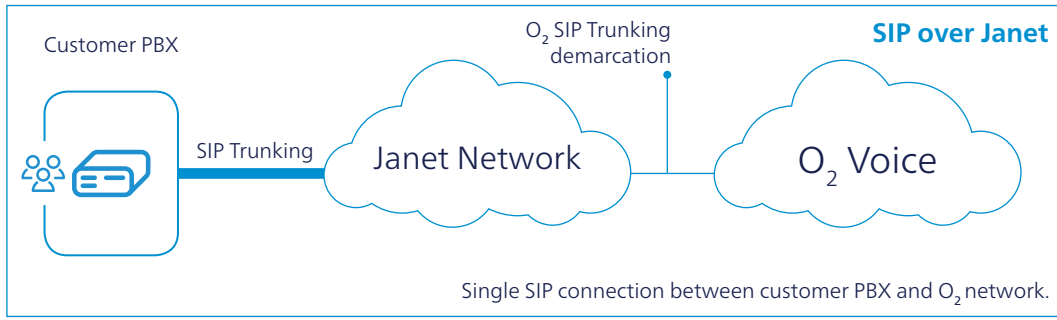 SIP over Janet
Customer PBX
O₂ SIP Trunking
demarcation
SIP Trunking
Janet Network
O₂ Voice
Single SIP connection between customer PBX and O₂ network.